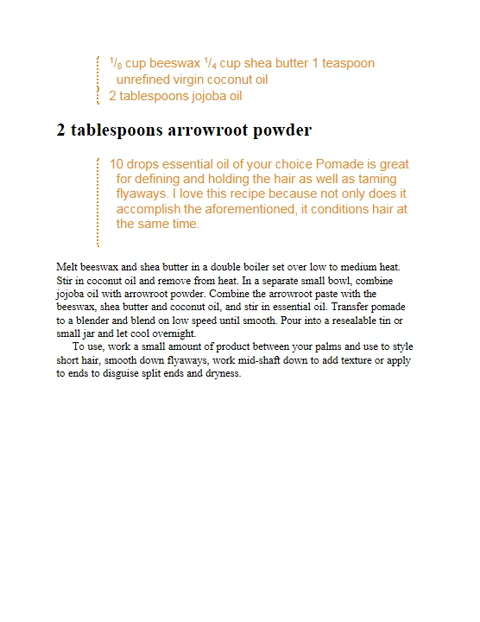 1/8 cup beeswax 1/4 cup shea butter 1 teaspoon
unrefined virgin coconut oil
2 tablespoons jojoba oil
2 tablespoons arrowroot powder
10 drops essential oil of your choice Pomade is great
for defining and holding the hair as well as taming
flyaways. I love this recipe because not only does it
accomplish the aforementioned, it conditions hair at
the same time.
Melt beeswax and shea butter in a double boiler set over low to medium heat.
Stir in coconut oil and remove from heat. In a separate small bowl, combine
jojoba oil with arrowroot powder. Combine the arrowroot paste with the
beeswax, shea butter and coconut oil, and stir in essential oil. Transfer pomade
to a blender and blend on low speed until smooth. Pour into a resealable tin or
small jar and let cool overnight.
To use, work a small amount of product between your palms and use to style
short hair, smooth down flyaways, work mid-shaft down to add texture or apply
to ends to disguise split ends and dryness.